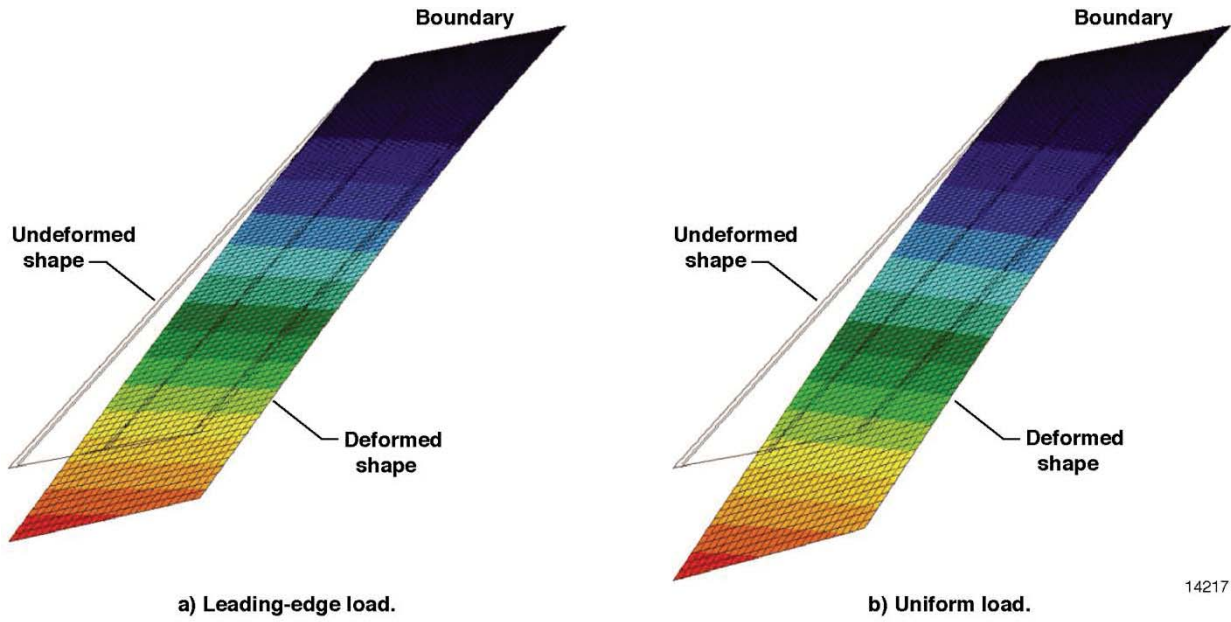 Boundary
Undeformed
shape
Deformed
shape
a) Leading-edge load.
Boundary
Undeformed
shape
Deformed
shape
b) Uniform load.
14217